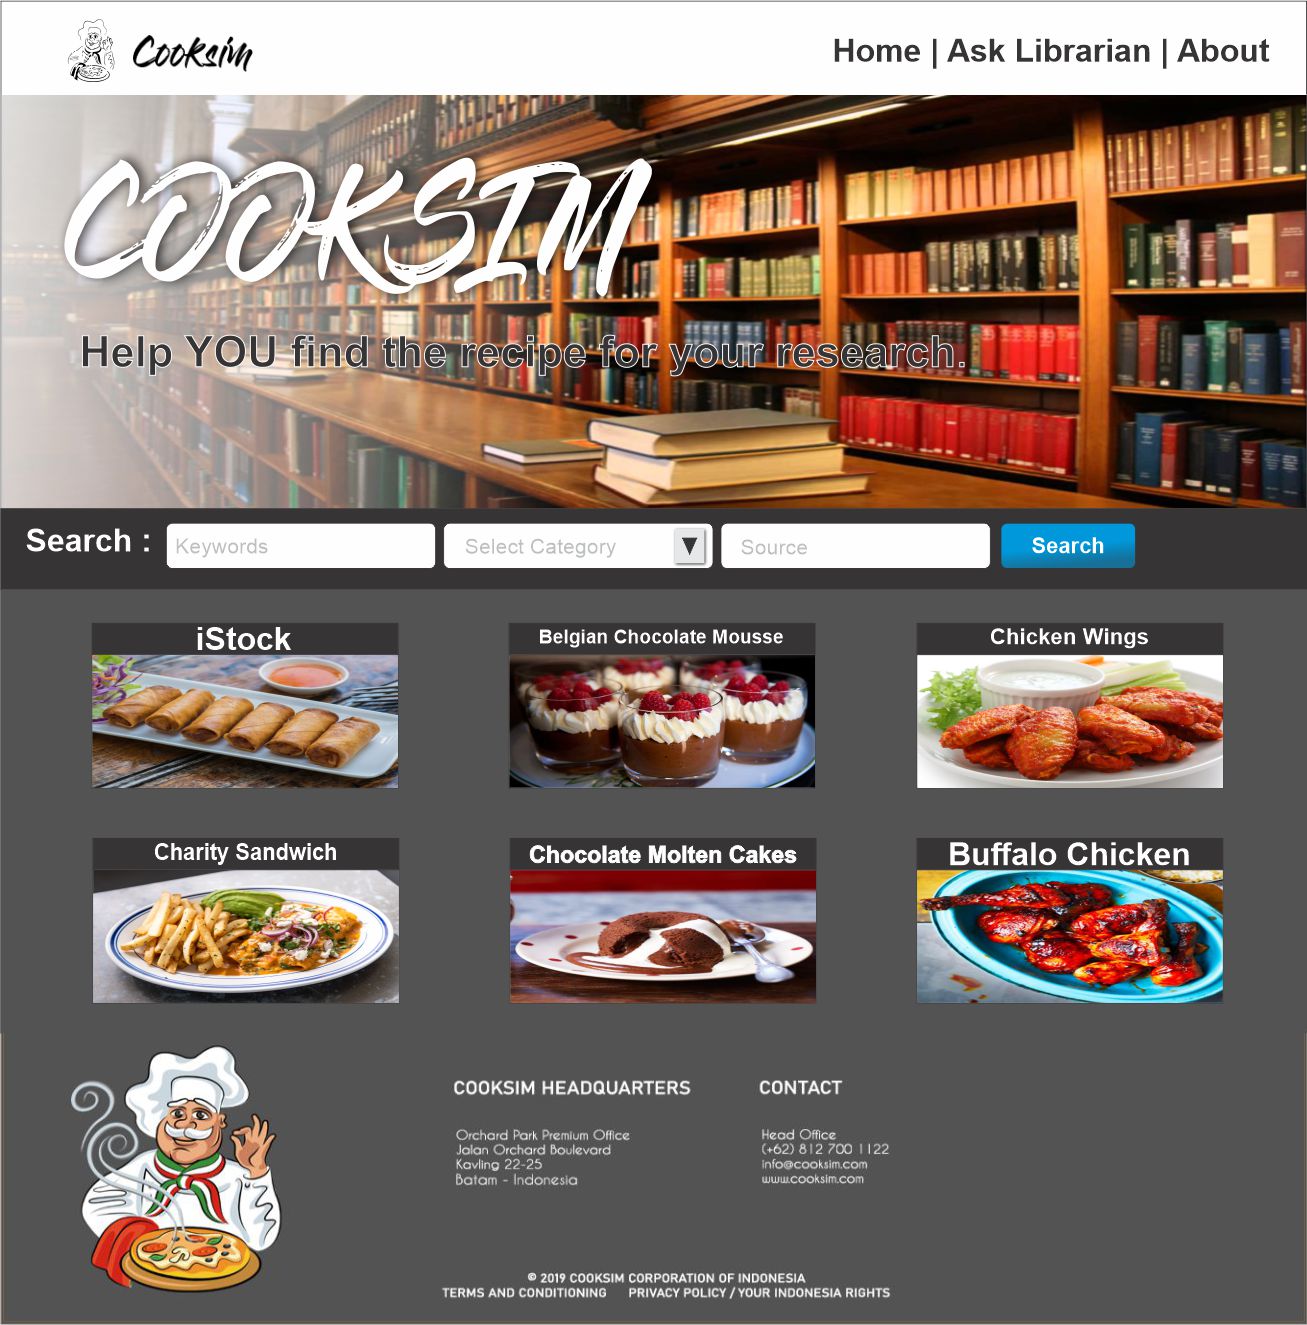 Cooksim
Home | Ask Librarian | About
COOKSIM
Help YOU find the recipe for your research.
Search : Keywords Select Category ▼ Source Search
iStock Belgian Chocolate Mousse Chicken Wings
Charity Sandwich Chocolate Molten Cakes Buffalo Chicken
COOKSIM HEADQUARTERS
Orchard Park Premium Office
Jalan Orchard Boulevard
Kavling 22-25
Batam - Indonesia
CONTACT
Head Office
(+62) 812 700 1122
info@cooksim.com
www.cooksim.com
© 2019 COOKSIM CORPORATION OF INDONESIA
TERMS AND CONDITIONING PRIVACY POLICY / YOUR INDONESIA RIGHTS